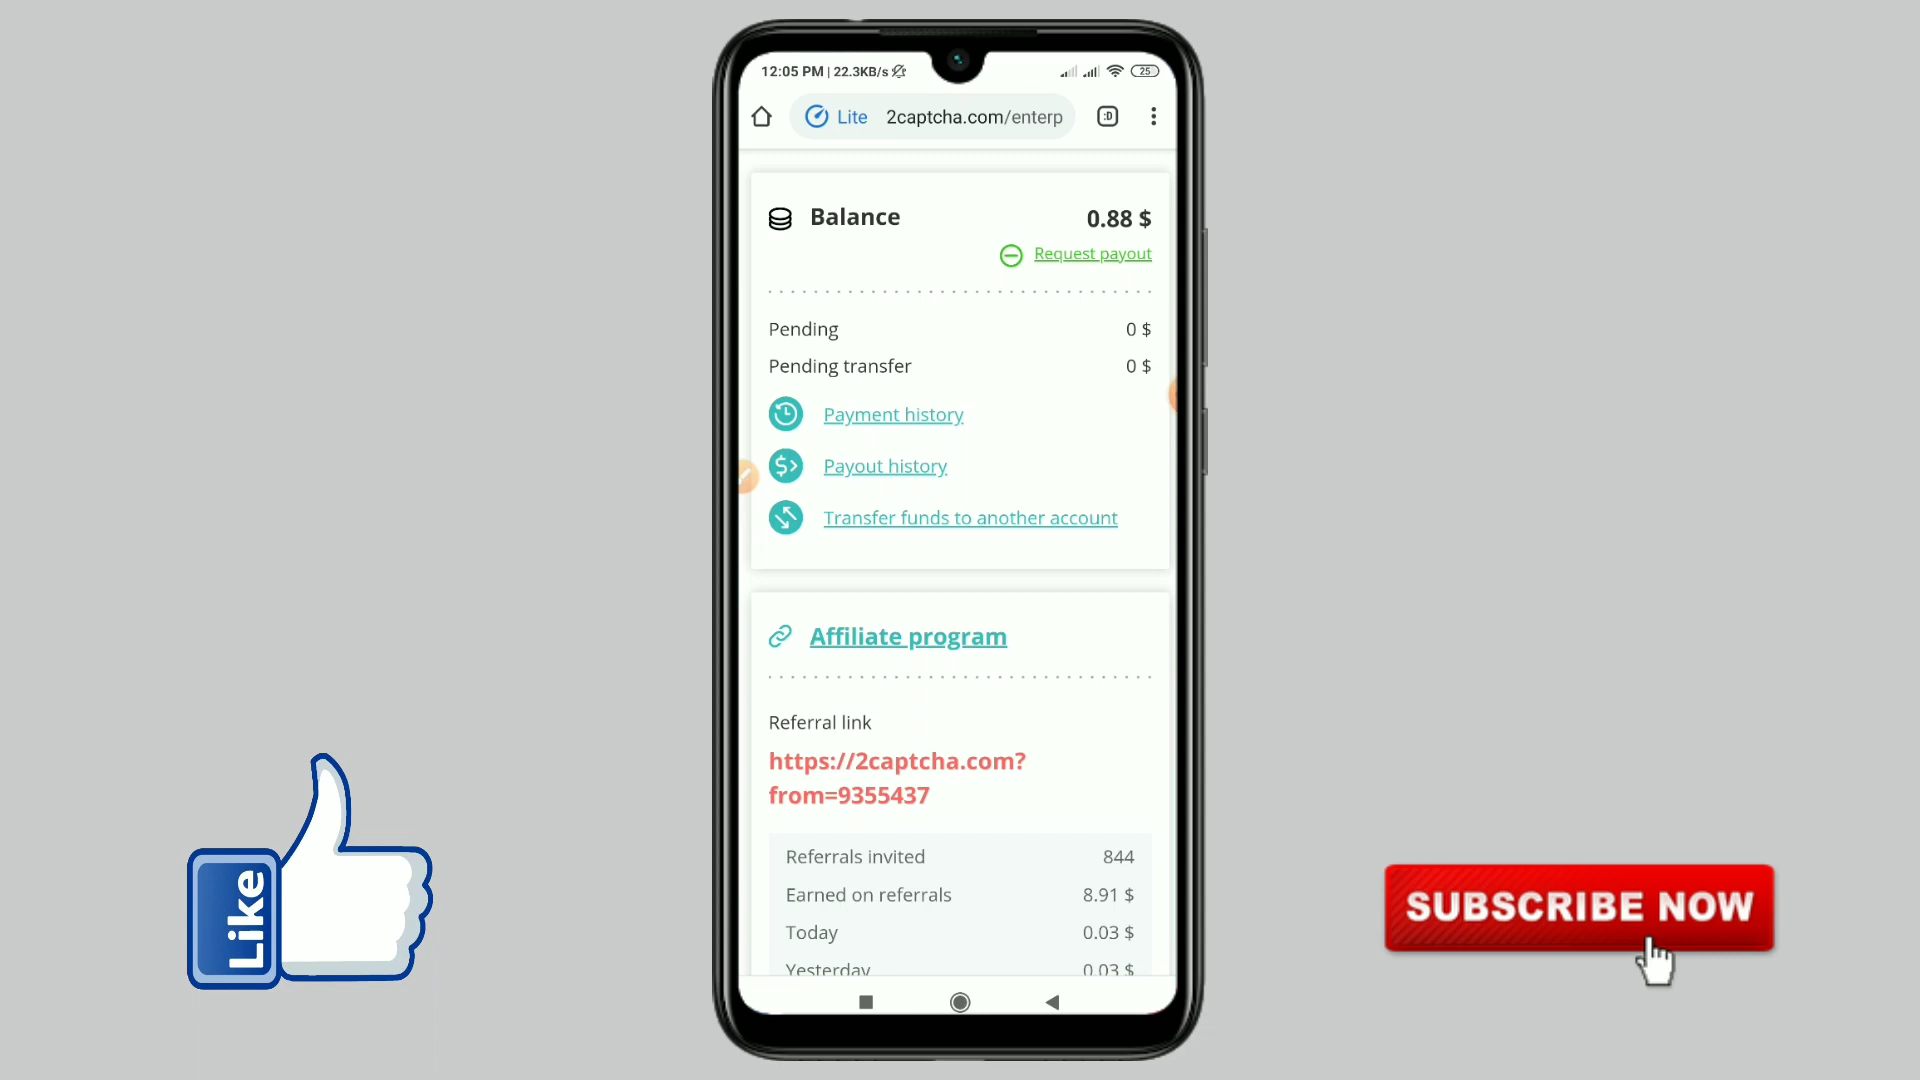 12:05 PM | 22.3KB/s
25
Lite 2captcha.com/enterp
:D
Balance 0.88 $
Request payout
Pending 0 $
Pending transfer 0 $
Payment history
Payout history
Transfer funds to another account
Affiliate program
Referral link
https://2captcha.com?
from=9355437
Referrals invited 844
Earned on referrals 8.91 $
Today 0.03 $
Yesterday 0.03 $
Like
SUBSCRIBE NOW